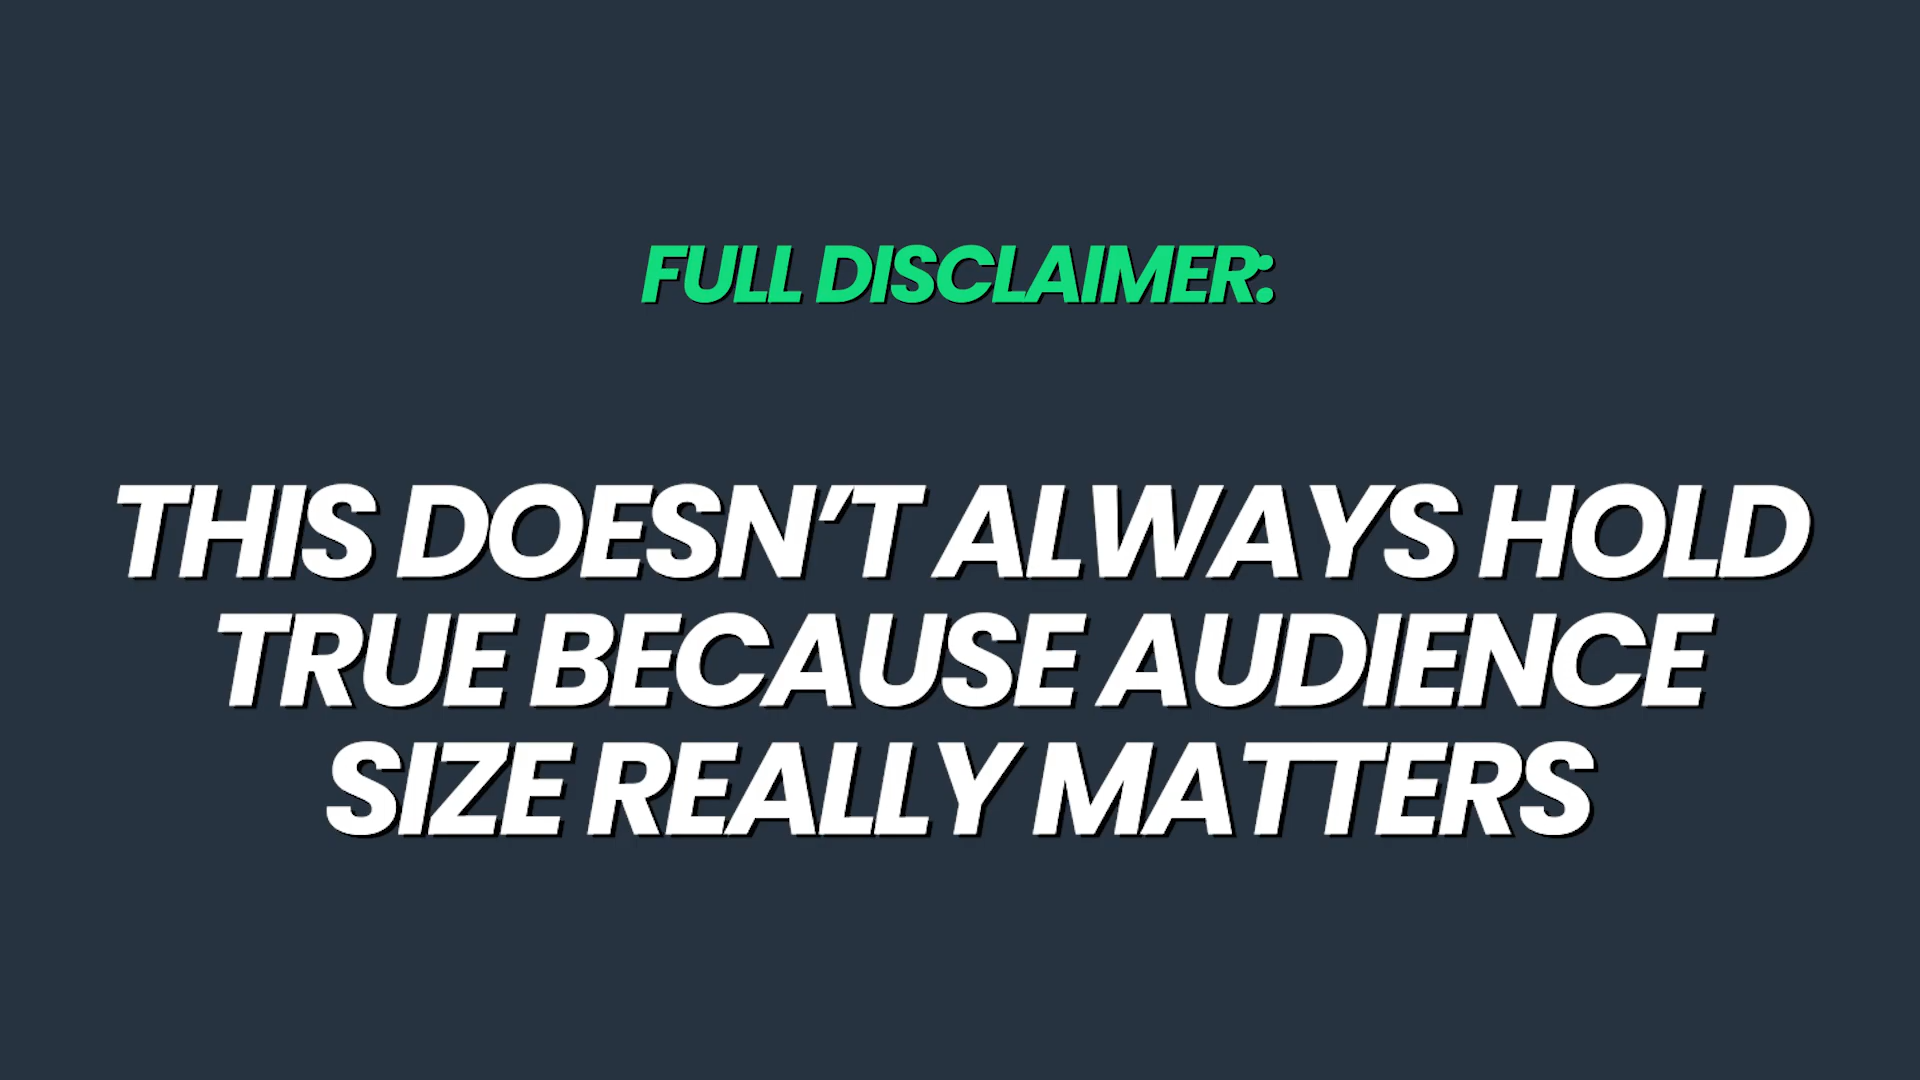 FULL DISCLAIMER:
THIS DOESN’T ALWAYS HOLD
TRUE BECAUSE AUDIENCE
SIZE REALLY MATTERS